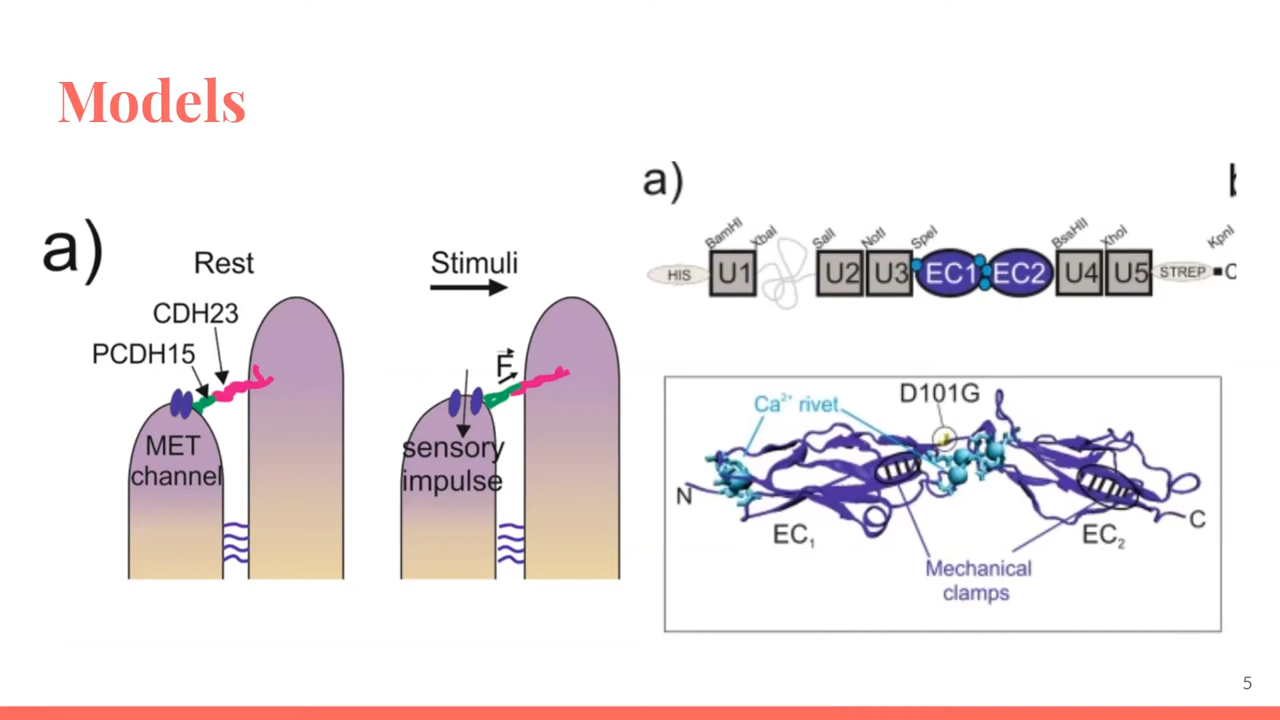 Models
a)
Rest
Stimuli
CDH23
PCDH15
F
MET
channel
sensory
impulse
a)
BamHI XbaI SalI NotI SpeI BssHII XhoI KpnI
HIS U1 U2 U3 EC1 EC2 U4 U5 STREP
Ca²⁺ rivet
D101G
N
C
EC₁
EC₂
Mechanical
clamps
5